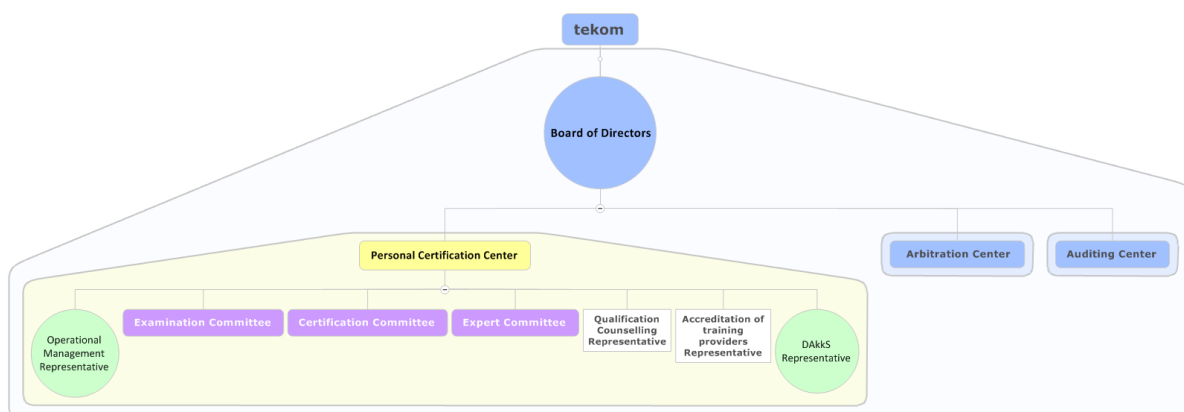 tekom
Board of Directors
Personal Certification Center
Arbitration Center
Auditing Center
Operational
Management
Representative
Examination Committee
Certification Committee
Expert Committee
Qualification
Counselling
Representative
Accreditation of
training
providers
Representative
DAkkS
Representative